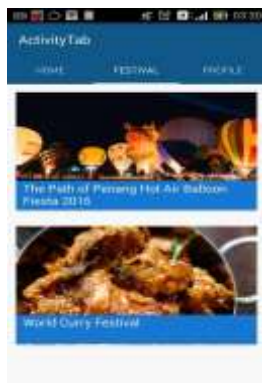 ActivityTab
HOME FESTIVAL PROFILE
The Path of Penang Hot Air Balloon
Fiesta 2016
World Curry Festival